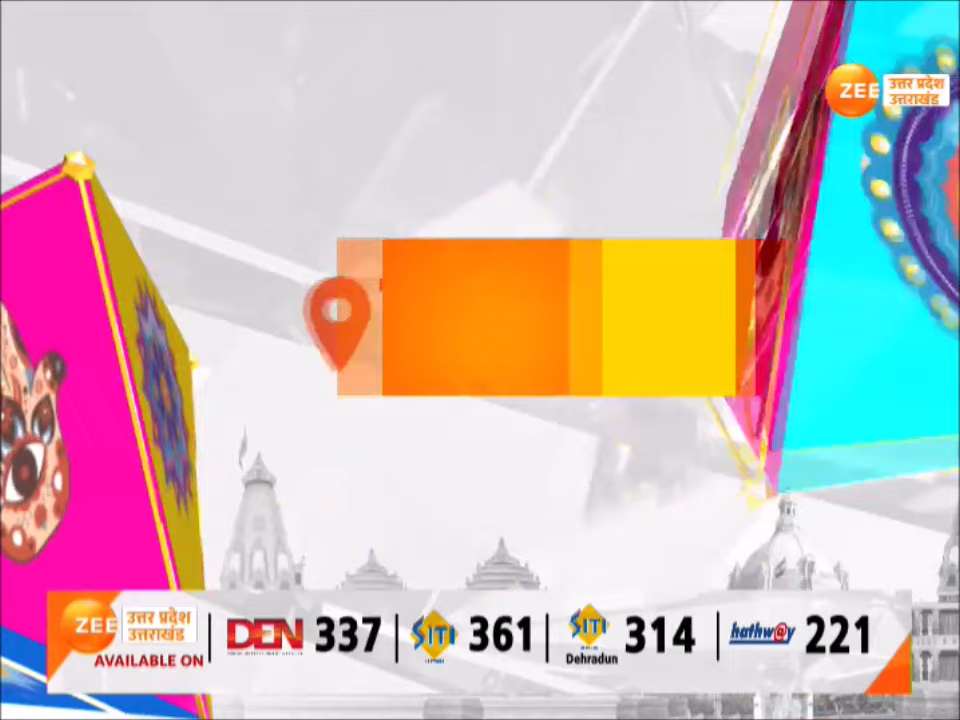 ZEE उत्तर प्रदेश
उत्तराखंड
ZEE उत्तर प्रदेश
उत्तराखंड
AVAILABLE ON
DEN 337
SITI 361
SITI
Dehradun 314
hathw@y 221